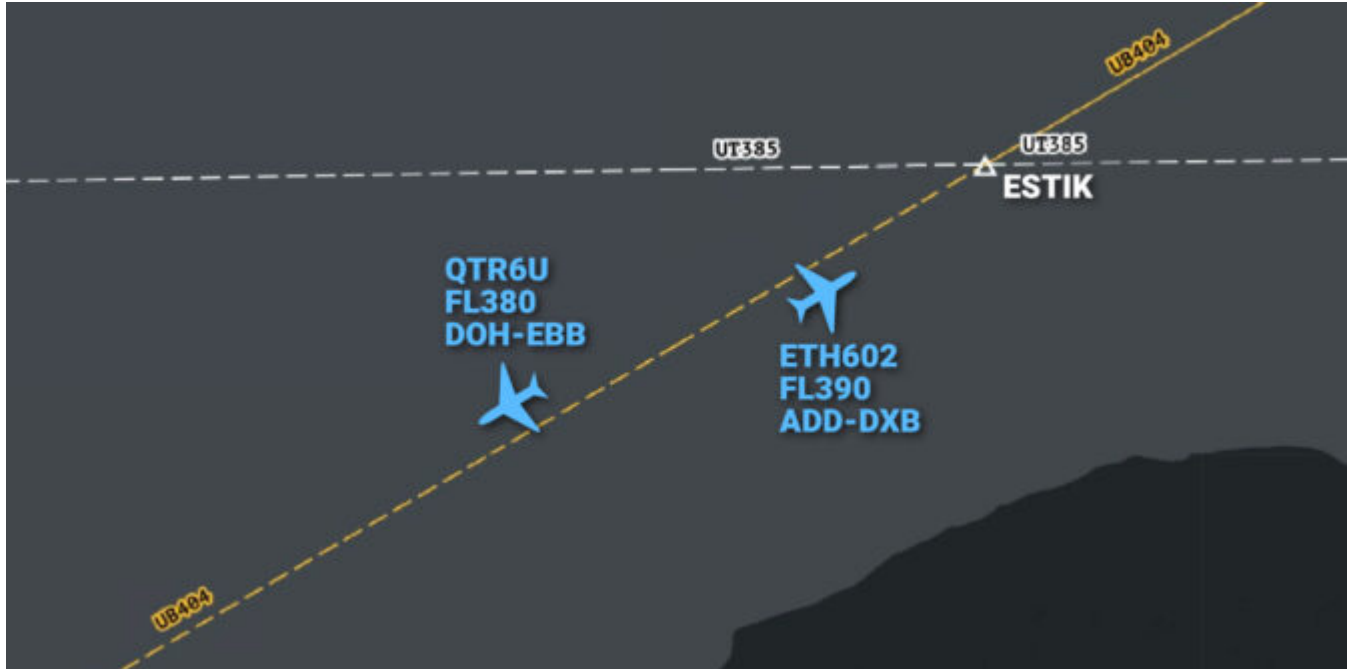 UB404
UT385
UT385
ESTIK
QTR6U
FL380
DOH-EBB
ETH602
FL390
ADD-DXB
UB404